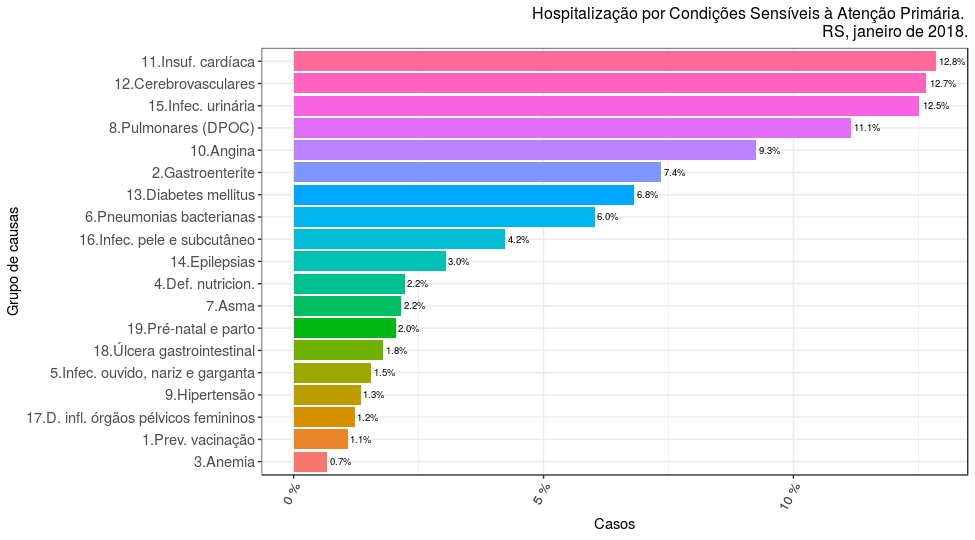 Hospitalização por Condições Sensíveis à Atenção Primária.
RS, janeiro de 2018.
Grupo de causas
11.Insuf. cardíaca 12.8%
12.Cerebrovasculares 12.7%
15.Infec. urinária 12.5%
8.Pulmonares (DPOC) 11.1%
10.Angina 9.3%
2.Gastroenterite 7.4%
13.Diabetes mellitus 6.8%
6.Pneumonias bacterianas 6.0%
16.Infec. pele e subcutâneo 4.2%
14.Epilepsias 3.0%
4.Def. nutricion. 2.2%
7.Asma 2.2%
19.Pré-natal e parto 2.0%
18.Úlcera gastrointestinal 1.8%
5.Infec. ouvido, nariz e garganta 1.5%
9.Hipertensão 1.3%
17.D. infl. órgãos pélvicos femininos 1.2%
1.Prev. vacinação 1.1%
3.Anemia 0.7%
0 % 5 % 10 %
Casos